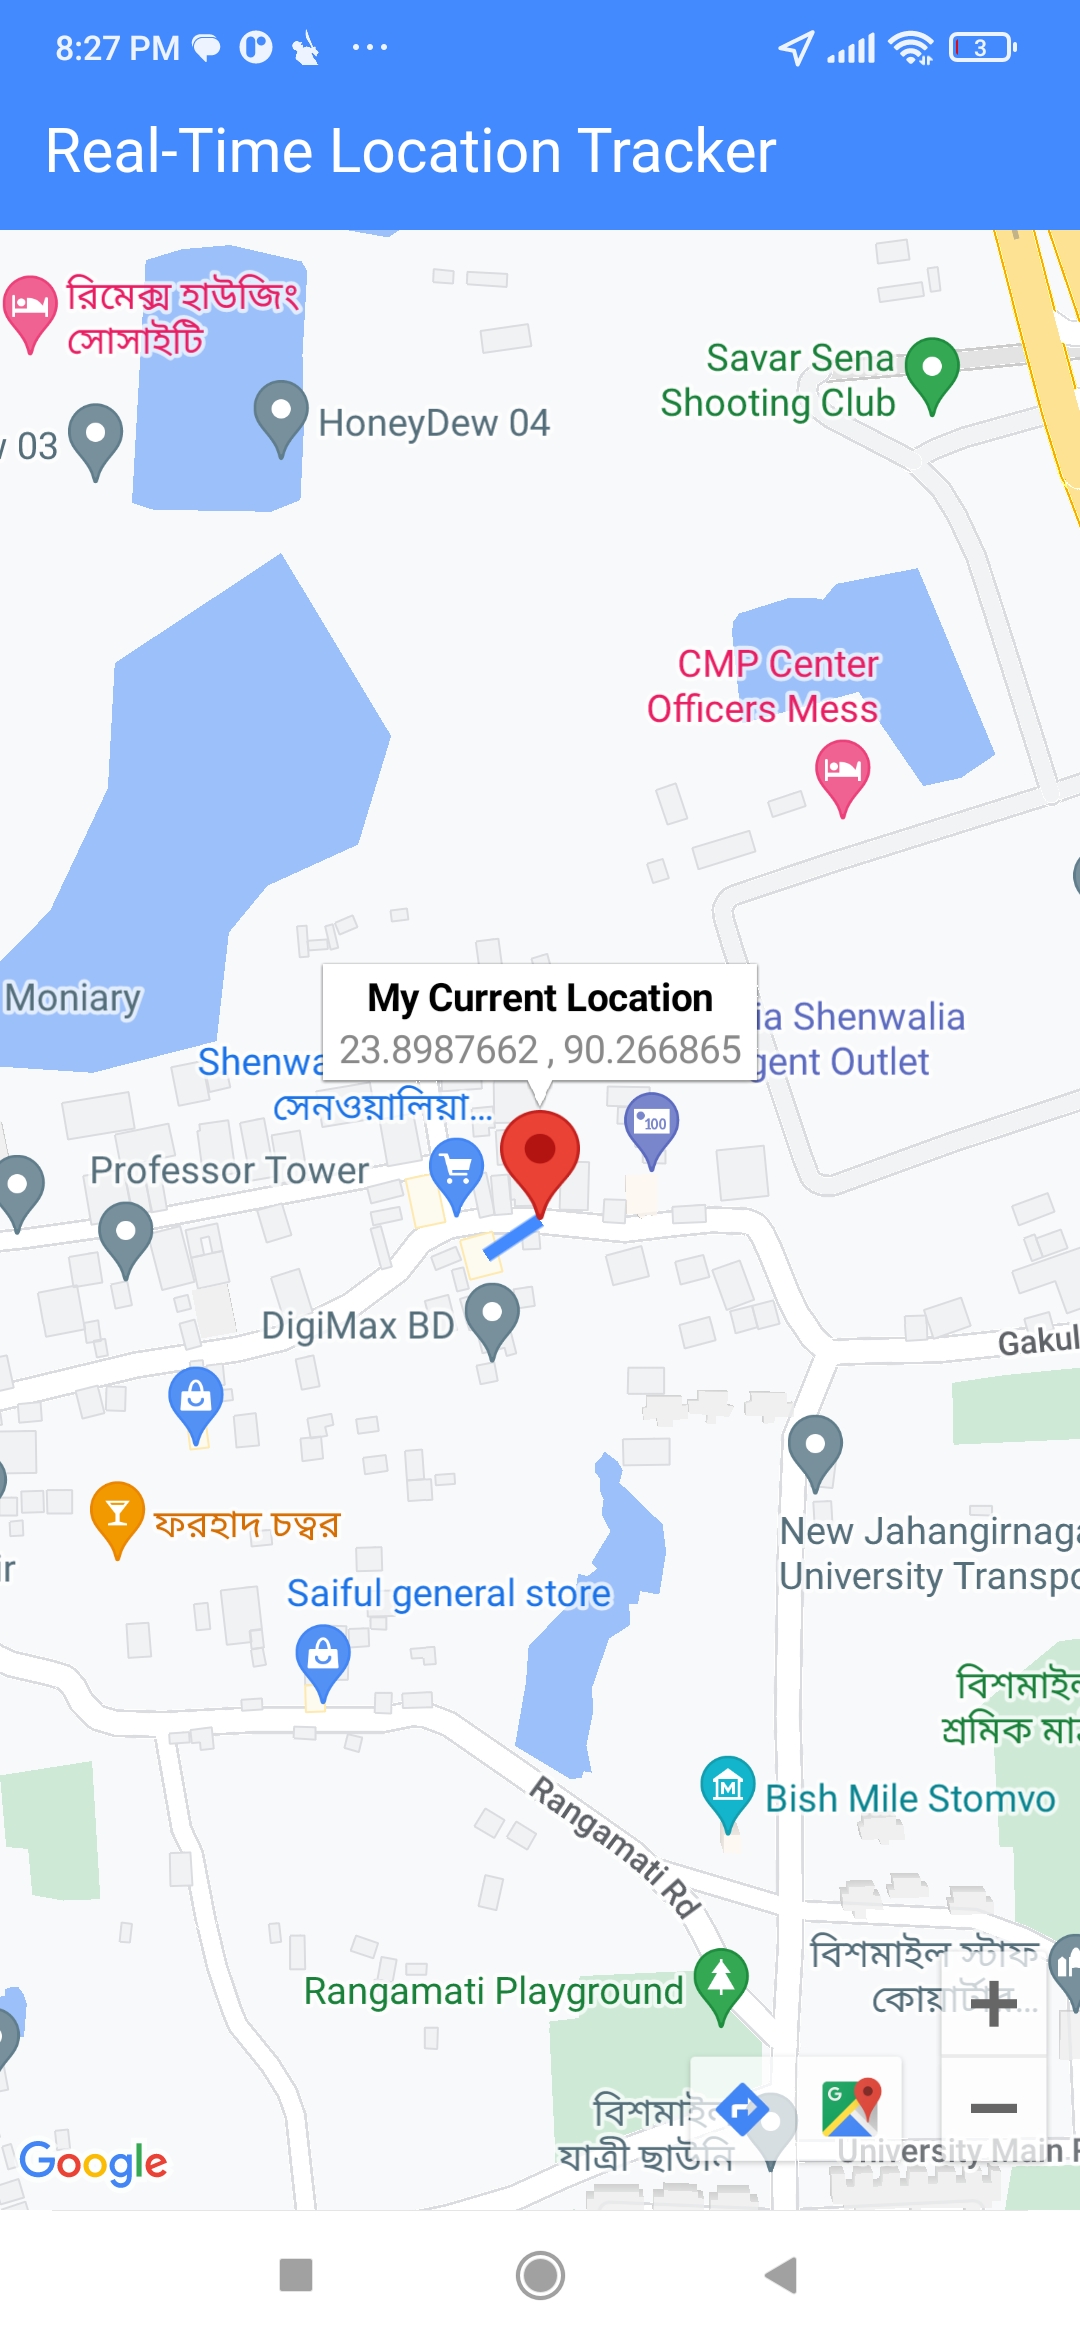 8:27 PM
3
Real-Time Location Tracker
রিমেক্স হাউজিং
সোসাইটি
Savar Sena
Shooting Club
HoneyDew 04
03
CMP Center
Officers Mess
Moniary
My Current Location
23.8987662 , 90.266865
ia Shenwalia
gent Outlet
Shenwa
সেনওয়ালিয়া...
100
Professor Tower
DigiMax BD
Gakul
ফরহাদ চত্বর
New Jahangirnaga
University Transpo
ir
Saiful general store
বিশমাইল
শ্রমিক মা
M
Bish Mile Stomvo
Rangamati Rd
বিশমাইল স্টাফ
কোয়ার্টার...
Rangamati Playground
G
বিশমাইল
যাত্রী ছাউনি
University Main
Google